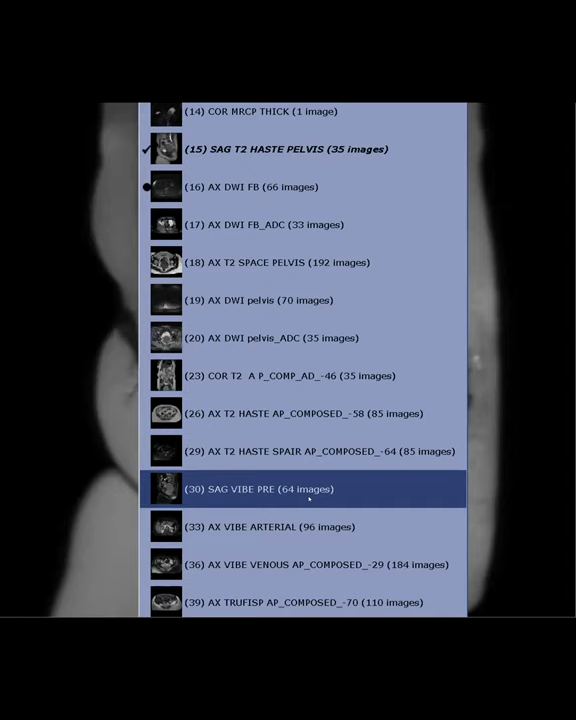 (14) COR MRCP THICK (1 image)
(15) SAG T2 HASTE PELVIS (35 images)
(16) AX DWI FB (66 images)
(17) AX DWI FB_ADC (33 images)
(18) AX T2 SPACE PELVIS (192 images)
(19) AX DWI pelvis (70 images)
(20) AX DWI pelvis_ADC (35 images)
(23) COR T2 A P_COMP_AD_-46 (35 images)
(26) AX T2 HASTE AP_COMPOSED_-58 (85 images)
(29) AX T2 HASTE SPAIR AP_COMPOSED_-64 (85 images)
(30) SAG VIBE PRE (64 images)
(33) AX VIBE ARTERIAL (96 images)
(36) AX VIBE VENOUS AP_COMPOSED_-29 (184 images)
(39) AX TRUFISP AP_COMPOSED_-70 (110 images)